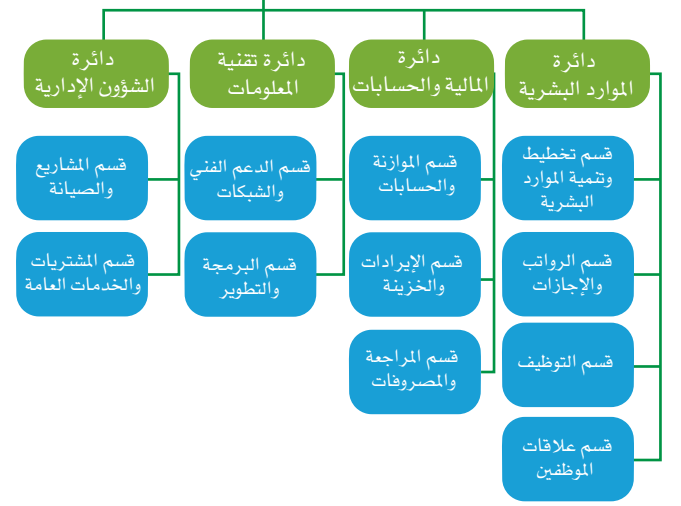 دائرة
الموارد البشرية
دائرة
المالية والحسابات
دائرة تقنية
المعلومات
دائرة
الشؤون الإدارية
قسم تخطيط
وتنمية الموارد
البشرية
قسم الرواتب
والإجازات
قسم التوظيف
قسم علاقات
الموظفين
قسم الموازنة
والحسابات
قسم الإيرادات
والخزينة
قسم المراجعة
والمصروفات
قسم الدعم الفني
والشبكات
قسم البرمجة
والتطوير
قسم المشاريع
والصيانة
قسم المشتريات
والخدمات العامة